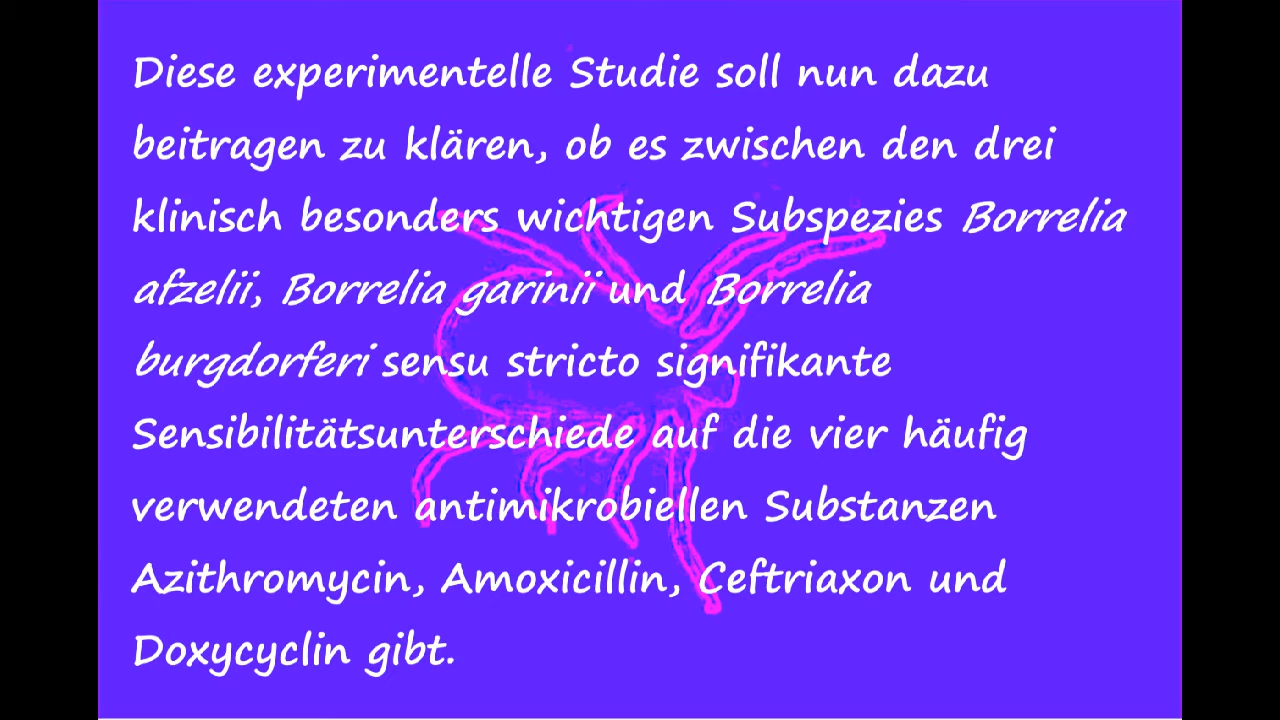 Diese experimentelle Studie soll nun dazu
beitragen zu klären, ob es zwischen den drei
klinisch besonders wichtigen Subspezies Borrelia
afzelii, Borrelia garinii und Borrelia
burgdorferi sensu stricto signifikante
Sensibilitätsunterschiede auf die vier häufig
verwendeten antimikrobiellen Substanzen
Azithromycin, Amoxicillin, Ceftriaxon und
Doxycyclin gibt.